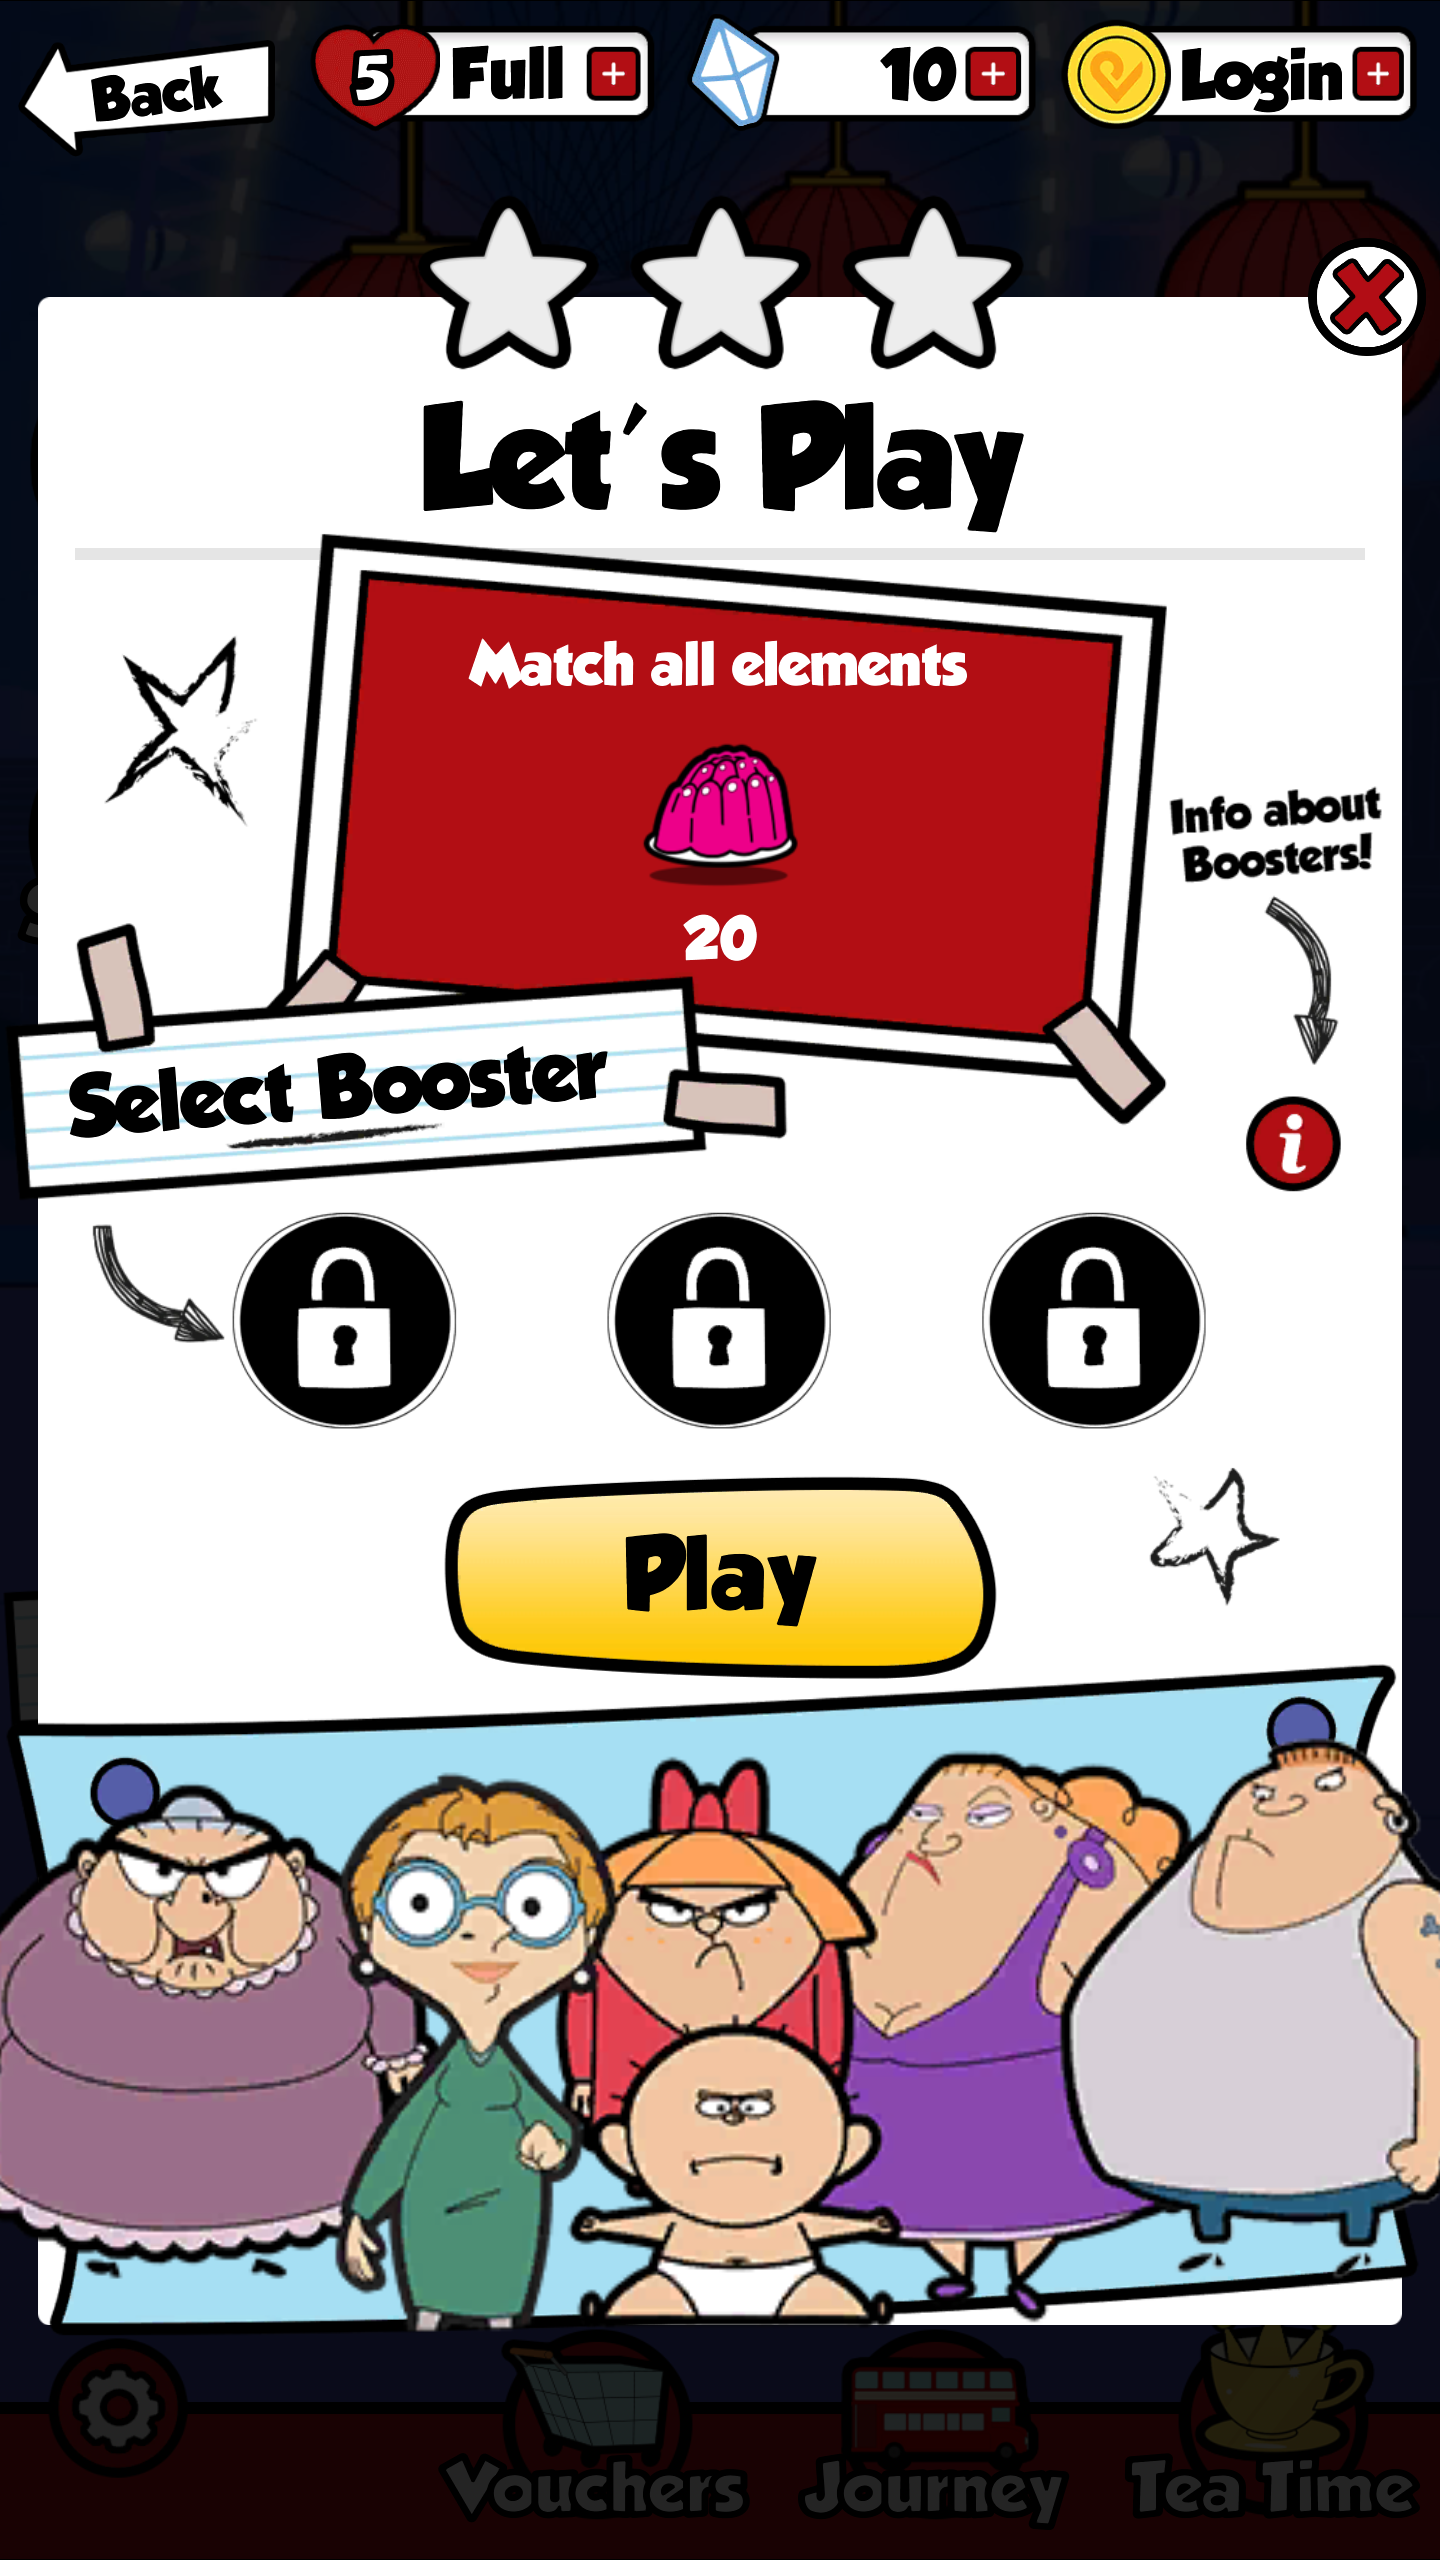 Back
5 Full
10
Login
Let's Play
Match all elements
20
Info about
Boosters!
Select Booster
i
Play
Vouchers
Journey
Tea Time